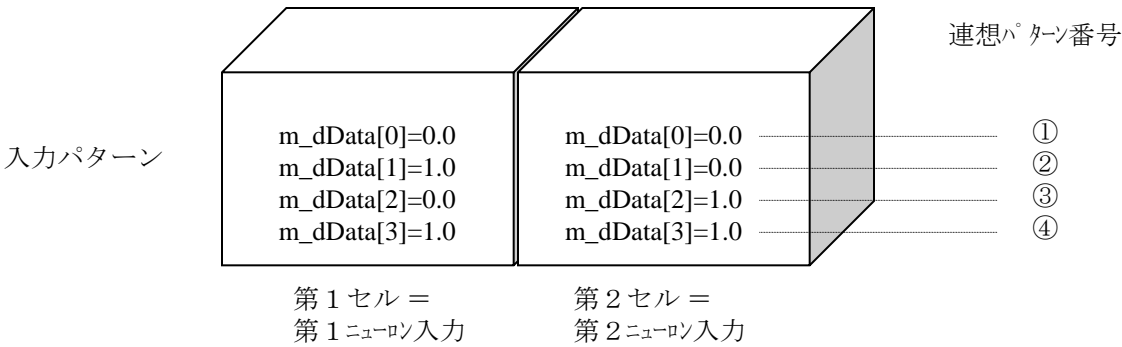 連想パターン番号
入力パターン
m_dData[0]=0.0 m_dData[0]=0.0 ①
m_dData[1]=1.0 m_dData[1]=0.0 ②
m_dData[2]=0.0 m_dData[2]=1.0 ③
m_dData[3]=1.0 m_dData[3]=1.0 ④
第1セル = 第2セル =
第1ニューロン入力 第2ニューロン入力